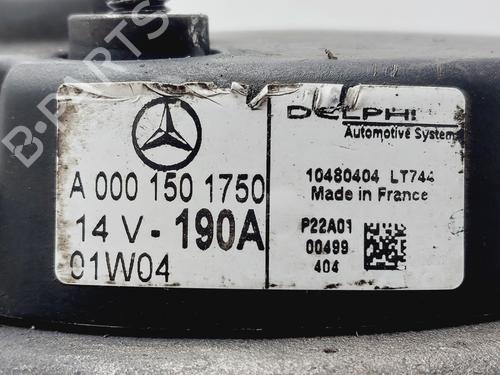 DELPHI
Automotive Systems
A 000 150 1750
10480404 LT744
Made in France
14 V - 190A
P22A01
00499
01W04
404
B-PARTS